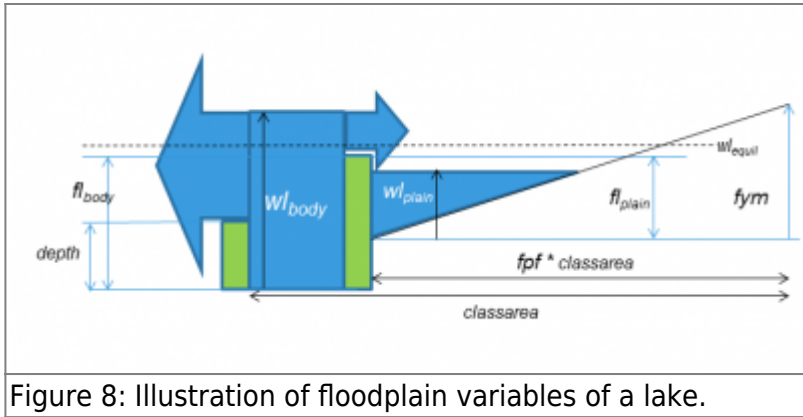 wl_equil
fl_body
wl_body
wl_plain
fl_plain
fym
depth
fpf * classarea
classarea
Figure 8: Illustration of floodplain variables of a lake.